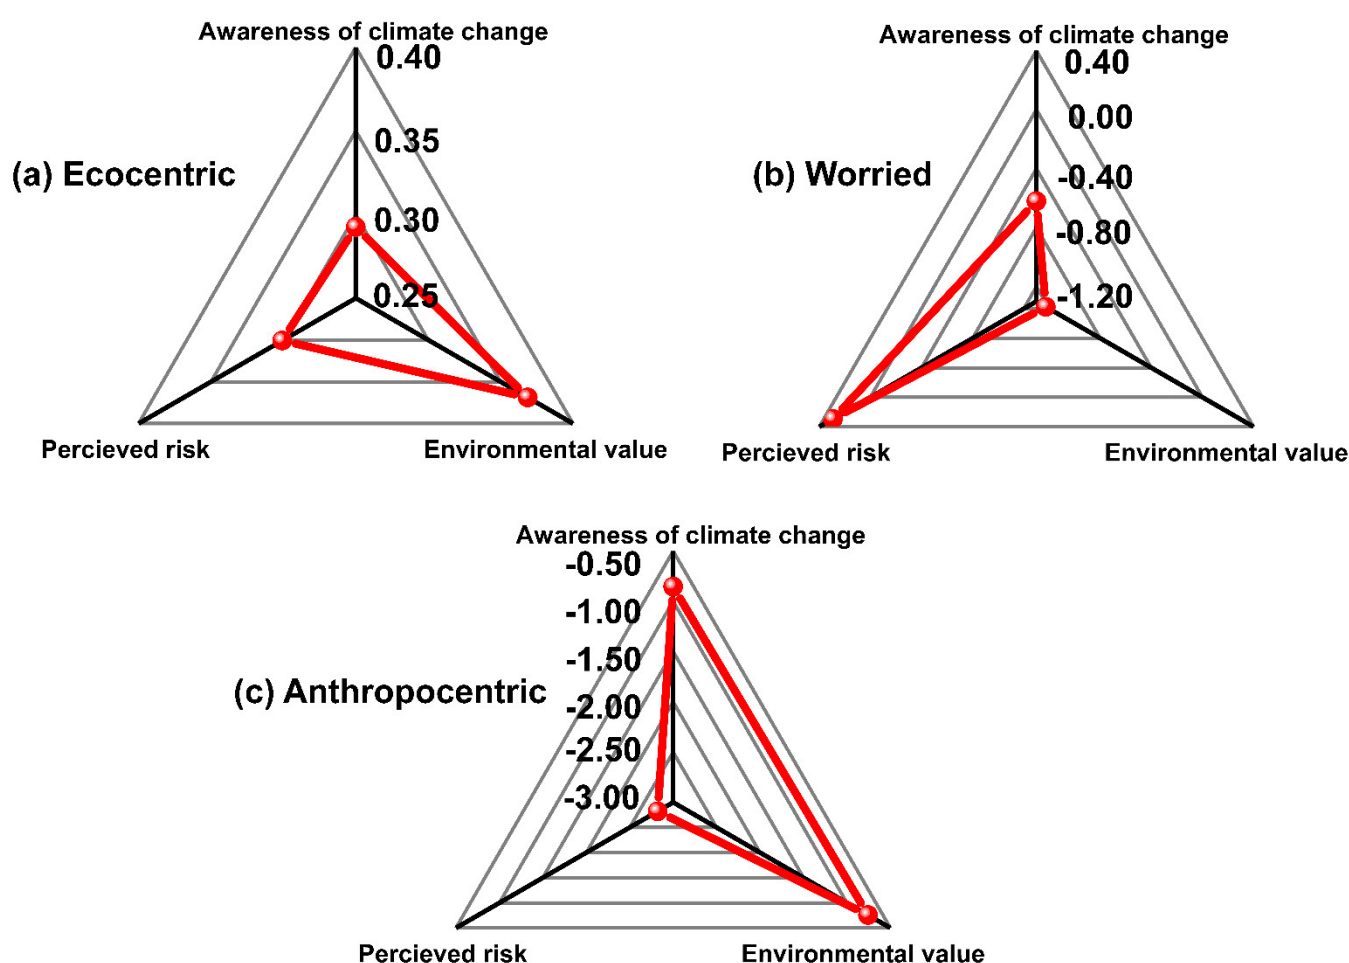 Awareness of climate change
0.40
0.35
(a) Ecocentric
0.30
0.25
Percieved risk
Environmental value
Awareness of climate change
0.40
0.00
(b) Worried
-0.40
-0.80
-1.20
Percieved risk
Environmental value
Awareness of climate change
-0.50
-1.00
-1.50
(c) Anthropocentric
-2.00
-2.50
-3.00
Percieved risk
Environmental value